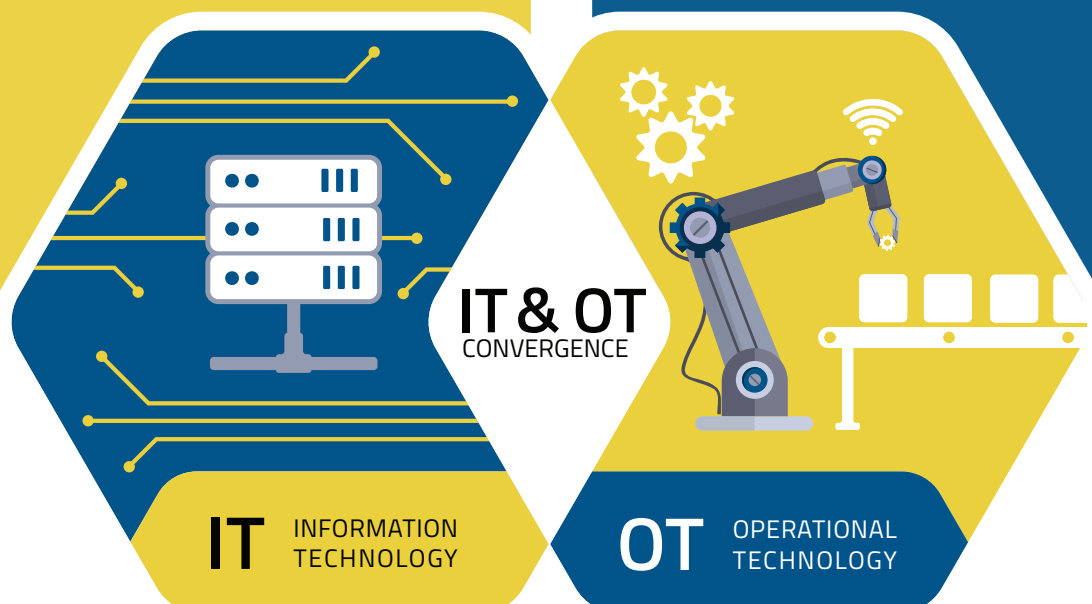 IT & OT
CONVERGENCE
IT
INFORMATION
TECHNOLOGY
OT
OPERATIONAL
TECHNOLOGY